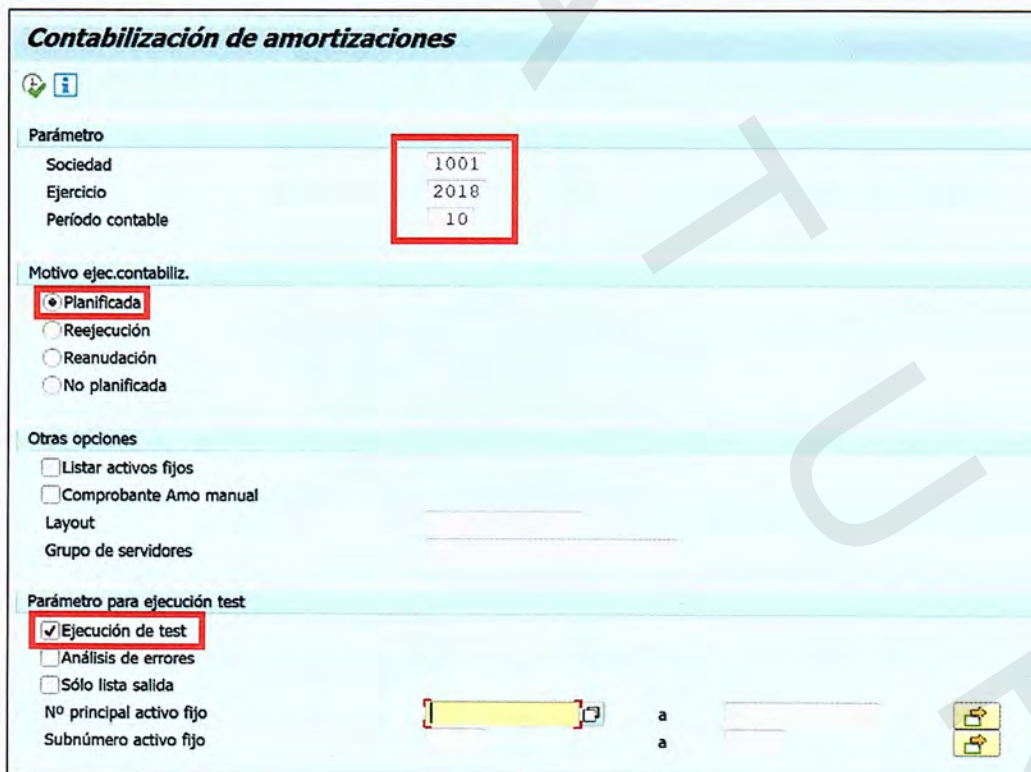 Contabilización de amortizaciones
Parámetro
Sociedad 1001
Ejercicio 2018
Período contable 10
Motivo ejec.contabiliz.
Planificada
Reejecución
Reanudación
No planificada
Otras opciones
Listar activos fijos
Comprobante Amo manual
Layout
Grupo de servidores
Parámetro para ejecución test
Ejecución de test
Análisis de errores
Sólo lista salida
Nº principal activo fijo a
Subnúmero activo fijo a